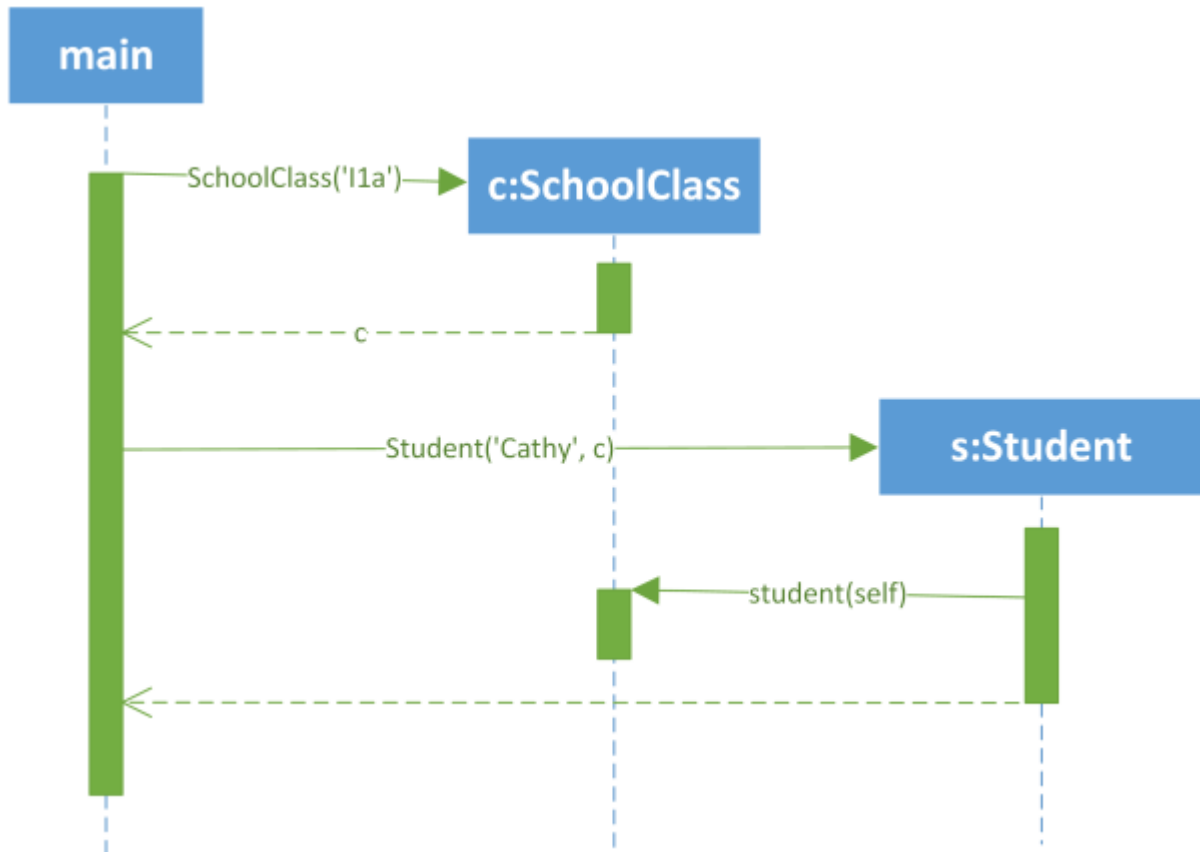 main
SchoolClass('I1a')
c:SchoolClass
c
Student('Cathy', c)
s:Student
student(self)